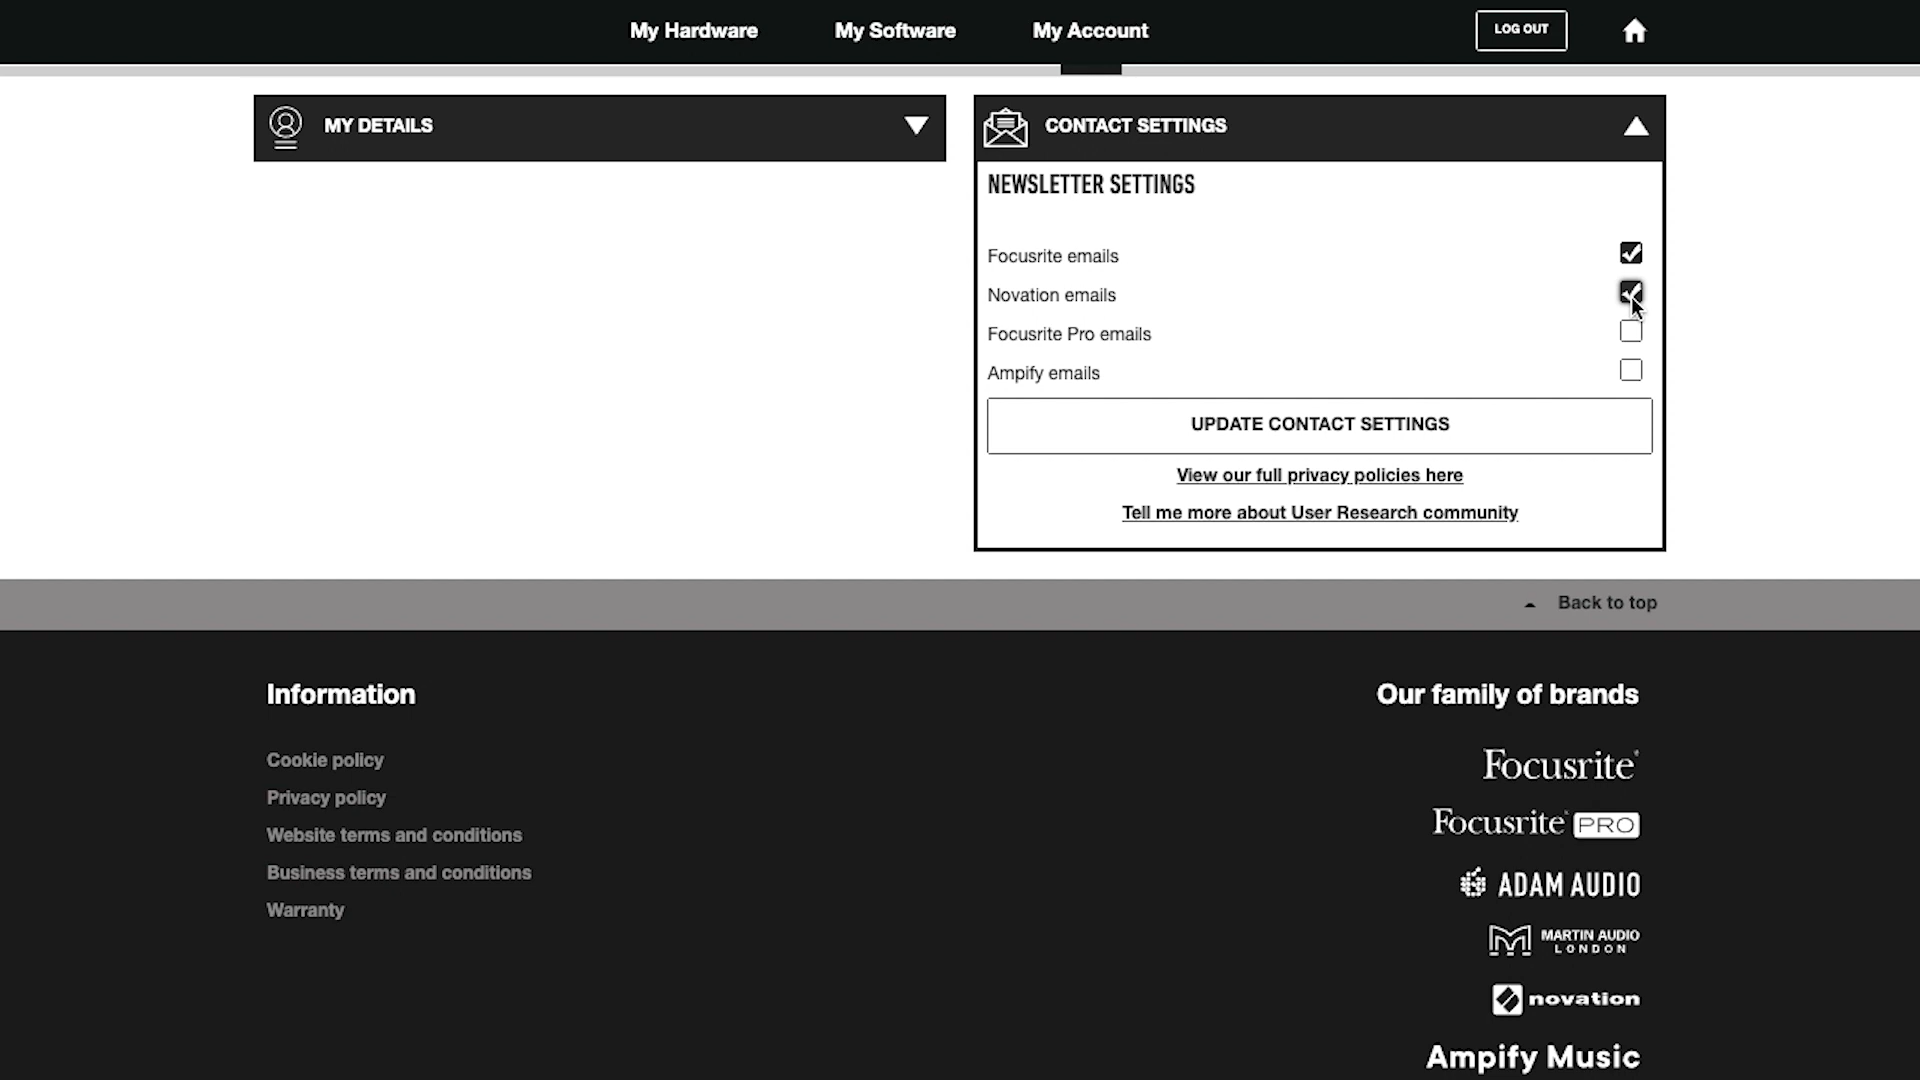 My Hardware
My Software
My Account
LOG OUT
MY DETAILS
CONTACT SETTINGS
NEWSLETTER SETTINGS
Focusrite emails
Novation emails
Focusrite Pro emails
Ampify emails
UPDATE CONTACT SETTINGS
View our full privacy policies here
Tell me more about User Research community
Back to top
Information
Cookie policy
Privacy policy
Website terms and conditions
Business terms and conditions
Warranty
Our family of brands
Focusrite
Focusrite PRO
ADAM AUDIO
MARTIN AUDIO
LONDON
novation
Ampify Music